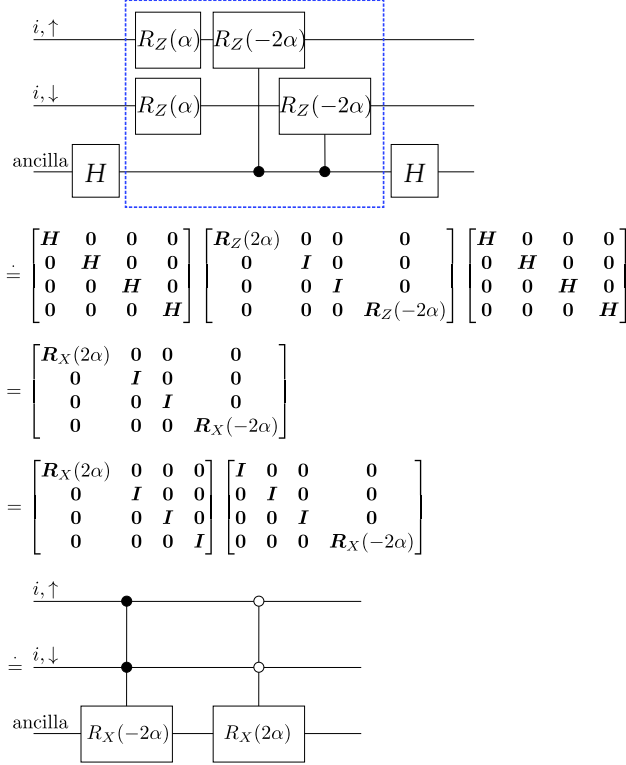 i,↑ R_Z(α) R_Z(−2α)
i,↓ R_Z(α) R_Z(−2α)
ancilla H H
≐ [H 0 0 0] [R_Z(2α) 0 0 0] [H 0 0 0]
[0 H 0 0] [0 I 0 0] [0 H 0 0]
[0 0 H 0] [0 0 I 0] [0 0 H 0]
[0 0 0 H] [0 0 0 R_Z(−2α)] [0 0 0 H]
= [R_X(2α) 0 0 0]
[0 I 0 0]
[0 0 I 0]
[0 0 0 R_X(−2α)]
= [R_X(2α) 0 0 0] [I 0 0 0]
[0 I 0 0] [0 I 0 0]
[0 0 I 0] [0 0 I 0]
[0 0 0 I] [0 0 0 R_X(−2α)]
i,↑
≐ i,↓
ancilla R_X(−2α) R_X(2α)